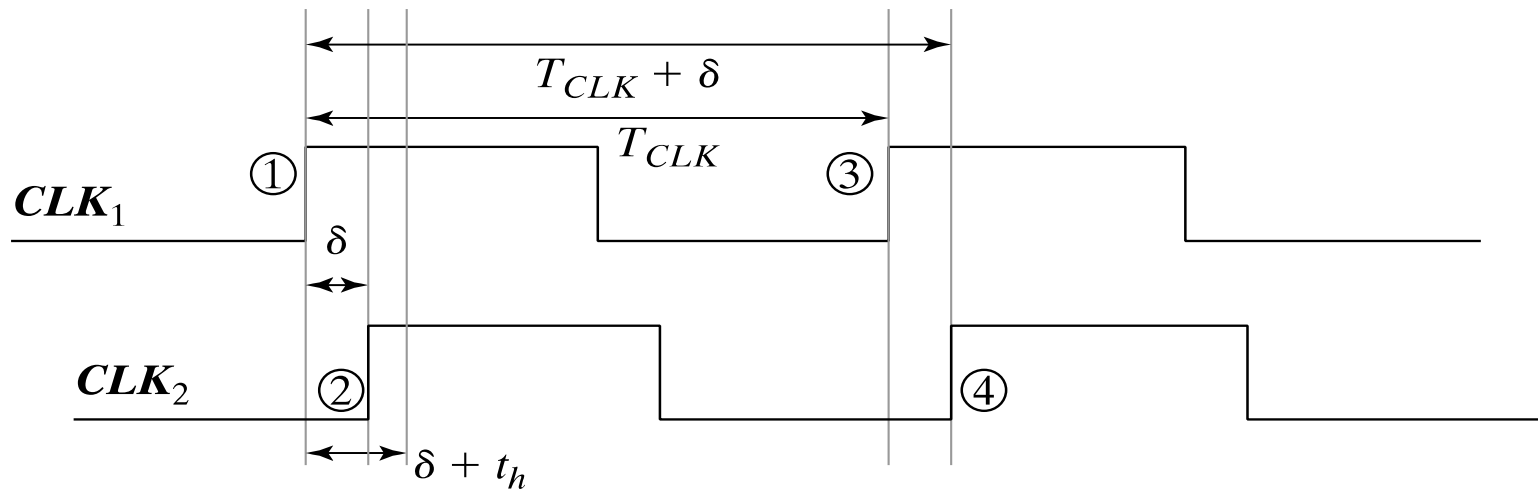 T_CLK + δ
T_CLK
①
③
CLK₁
δ
CLK₂
②
④
δ + t_h